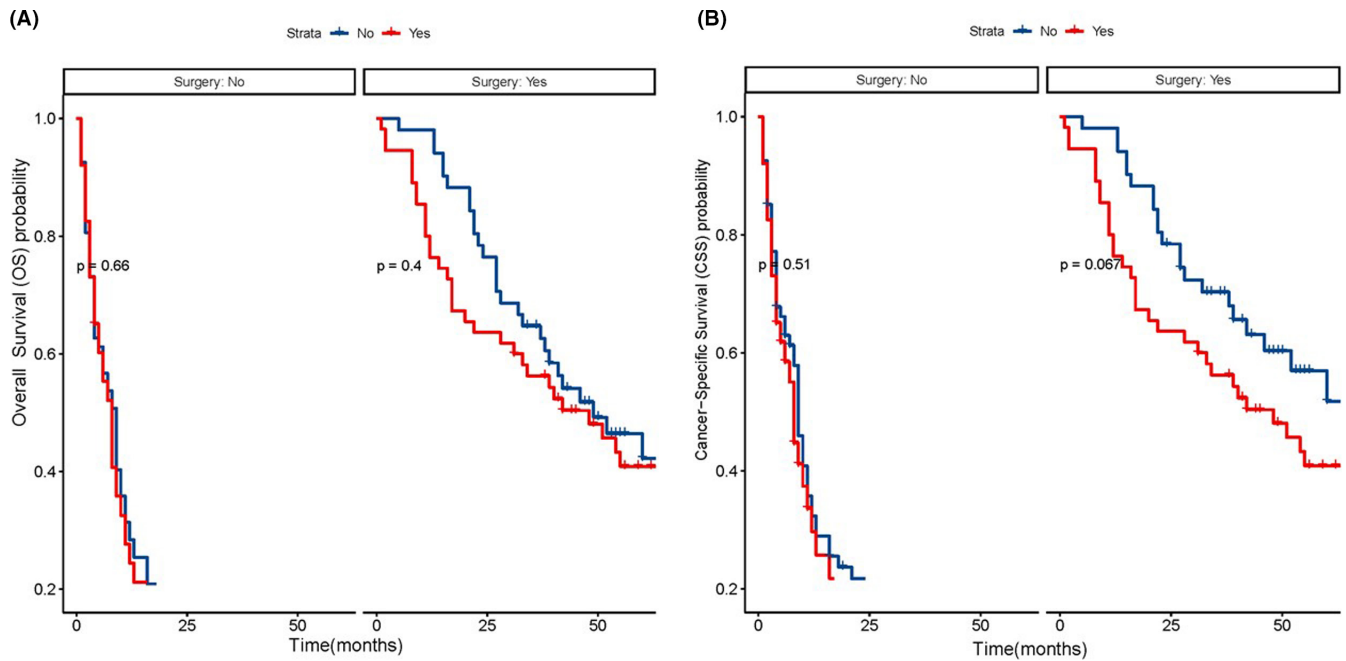 (A)
Strata No Yes
Surgery: No
Surgery: Yes
Overall Survival (OS) probability
1.0
0.8
0.6
0.4
0.2
p = 0.66
p = 0.4
0 25 50 0 25 50
Time(months)
(B)
Strata No Yes
Surgery: No
Surgery: Yes
Cancer−Specific Survival (CSS) probability
1.0
0.8
0.6
0.4
0.2
p = 0.51
p = 0.067
0 25 50 0 25 50
Time(months)